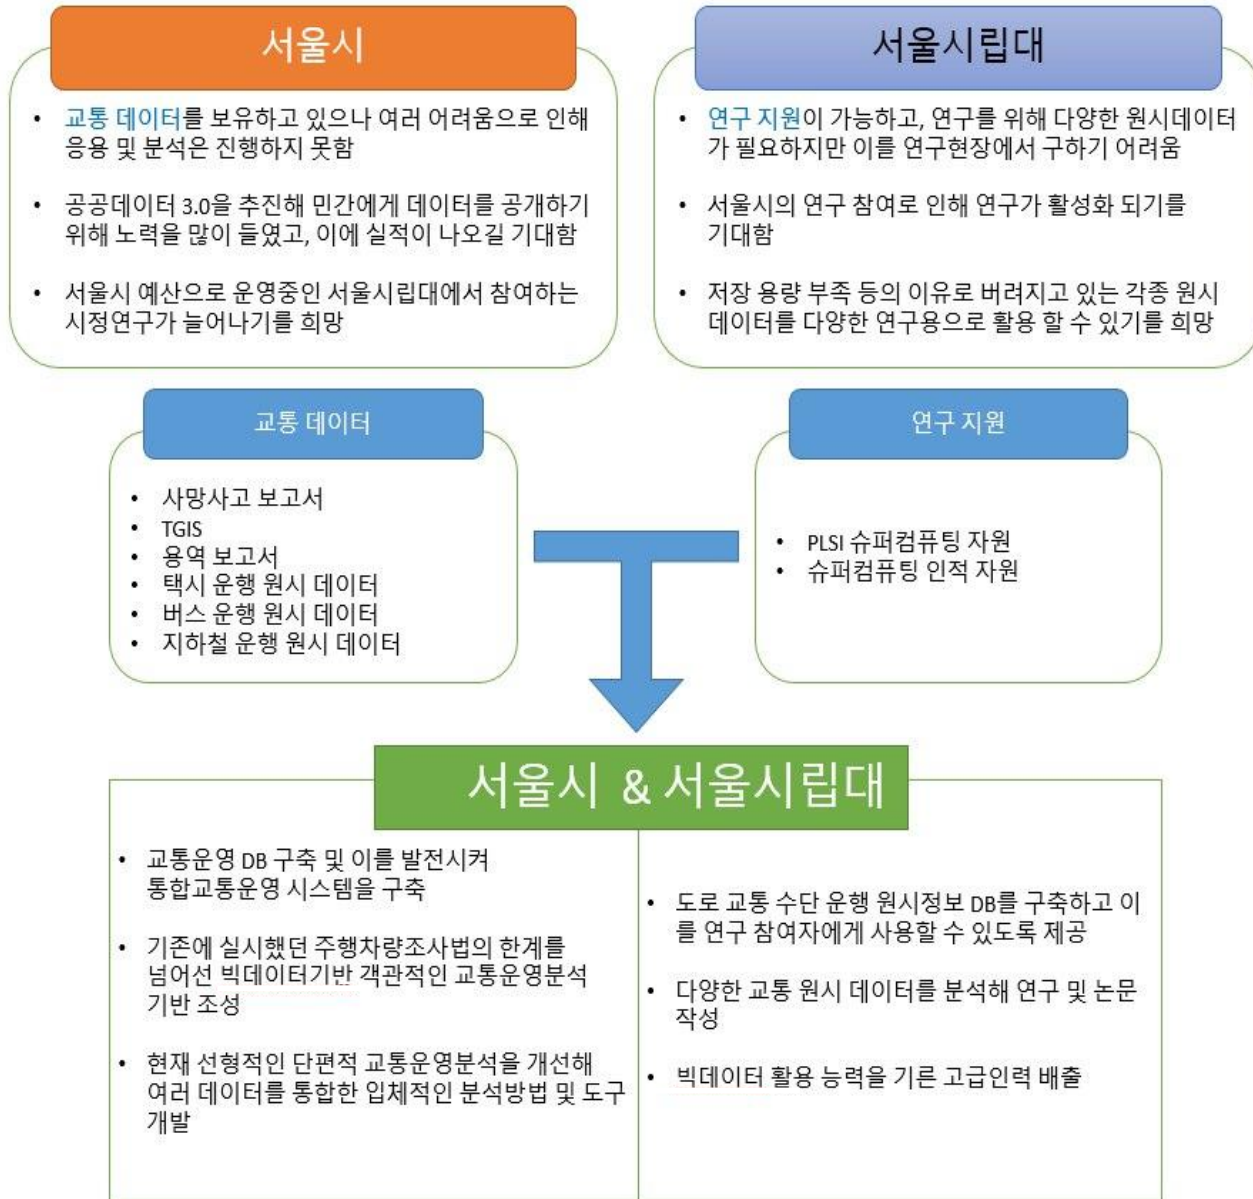 서울시
• 교통 데이터를 보유하고 있으나 여러 어려움으로 인해
응용 및 분석은 진행하지 못함
• 공공데이터 3.0을 추진해 민간에게 데이터를 공개하기
위해 노력을 많이 들였고, 이에 실적이 나오길 기대함
• 서울시 예산으로 운영중인 서울시립대에서 참여하는
시정연구가 늘어나기를 희망
서울시립대
• 연구 지원이 가능하고, 연구를 위해 다양한 원시데이터
가 필요하지만 이를 연구현장에서 구하기 어려움
• 서울시의 연구 참여로 인해 연구가 활성화 되기를
기대함
• 저장 용량 부족 등의 이유로 버려지고 있는 각종 원시
데이터를 다양한 연구용으로 활용 할 수 있기를 희망
교통 데이터
• 사망사고 보고서
• TGIS
• 용역 보고서
• 택시 운행 원시 데이터
• 버스 운행 원시 데이터
• 지하철 운행 원시 데이터
연구 지원
• PLSI 슈퍼컴퓨팅 자원
• 슈퍼컴퓨팅 인적 자원
서울시 & 서울시립대
• 교통운영 DB 구축 및 이를 발전시켜
통합교통운영 시스템을 구축
• 기존에 실시했던 주행차량조사법의 한계를
넘어선 빅데이터기반 객관적인 교통운영분석
기반 조성
• 현재 선형적인 단편적 교통운영분석을 개선해
여러 데이터를 통합한 입체적인 분석방법 및 도구
개발
• 도로 교통 수단 운행 원시정보 DB를 구축하고 이
를 연구 참여자에게 사용할 수 있도록 제공
• 다양한 교통 원시 데이터를 분석해 연구 및 논문
작성
• 빅데이터 활용 능력을 기른 고급인력 배출